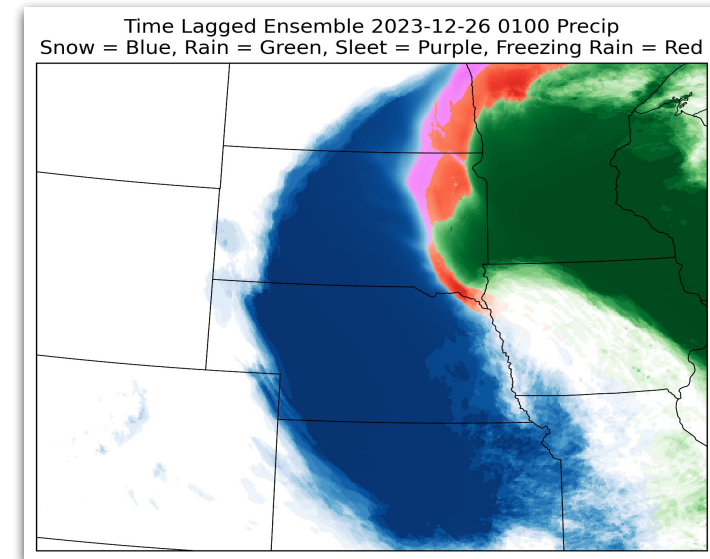 Time Lagged Ensemble 2023-12-26 0100 Precip
Snow = Blue, Rain = Green, Sleet = Purple, Freezing Rain = Red